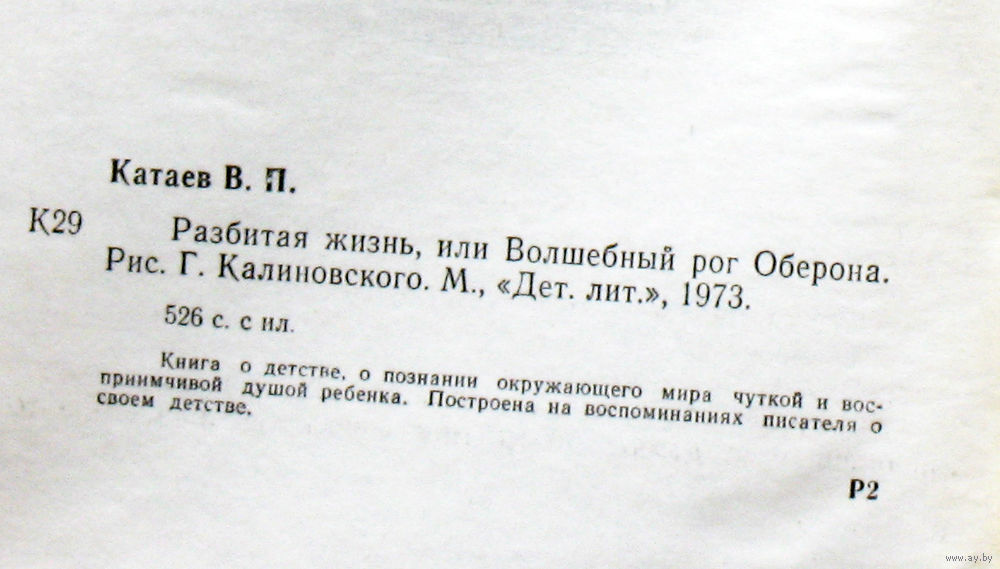 Катаев В. П.
К29
Разбитая жизнь, или Волшебный рог Оберона.
Рис. Г. Калиновского. М., «Дет. лит.», 1973.
526 с. с ил.
Книга о детстве, о познании окружающего мира чуткой и вос-
приимчивой душой ребенка. Построена на воспоминаниях писателя о
своем детстве.
Р2
www.ay.by